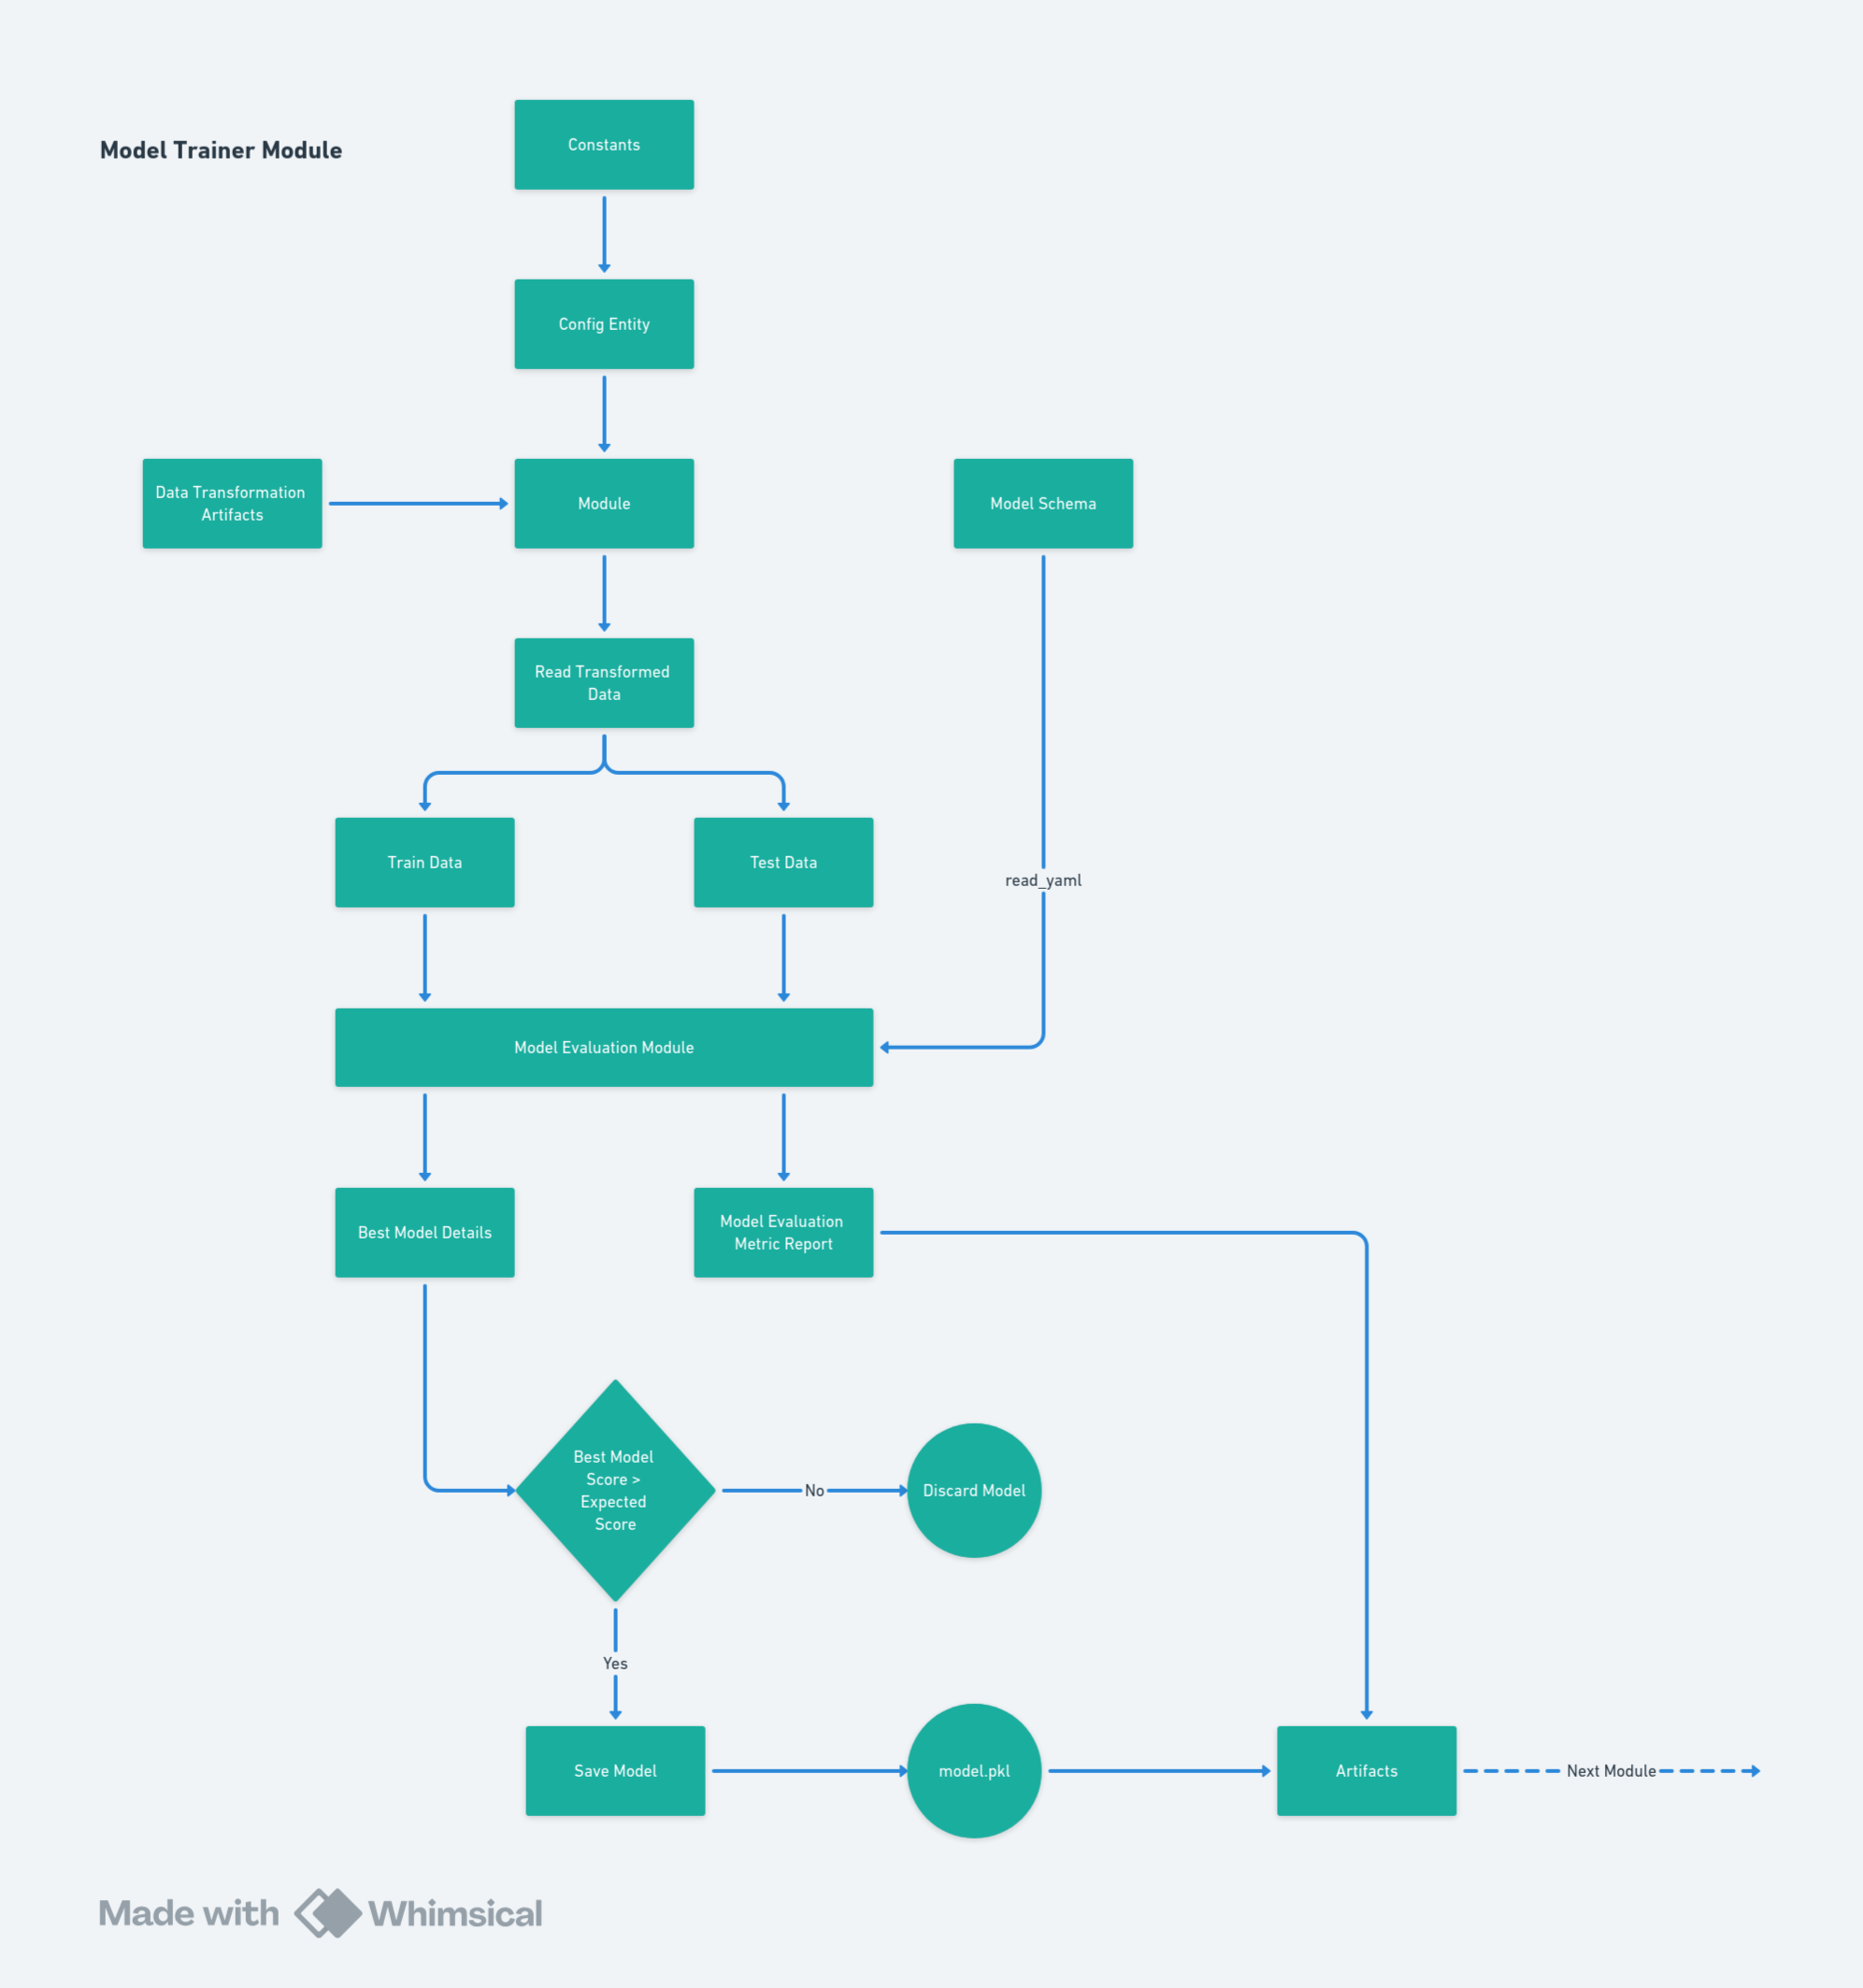 Model Trainer Module
Constants
Config Entity
Data Transformation
Artifacts
Module
Model Schema
Read Transformed
Data
Train Data
Test Data
read_yaml
Model Evaluation Module
Best Model Details
Model Evaluation
Metric Report
Best Model
Score >
Expected
Score
No
Discard Model
Yes
Save Model
model.pkl
Artifacts
Next Module
Made with Whimsical